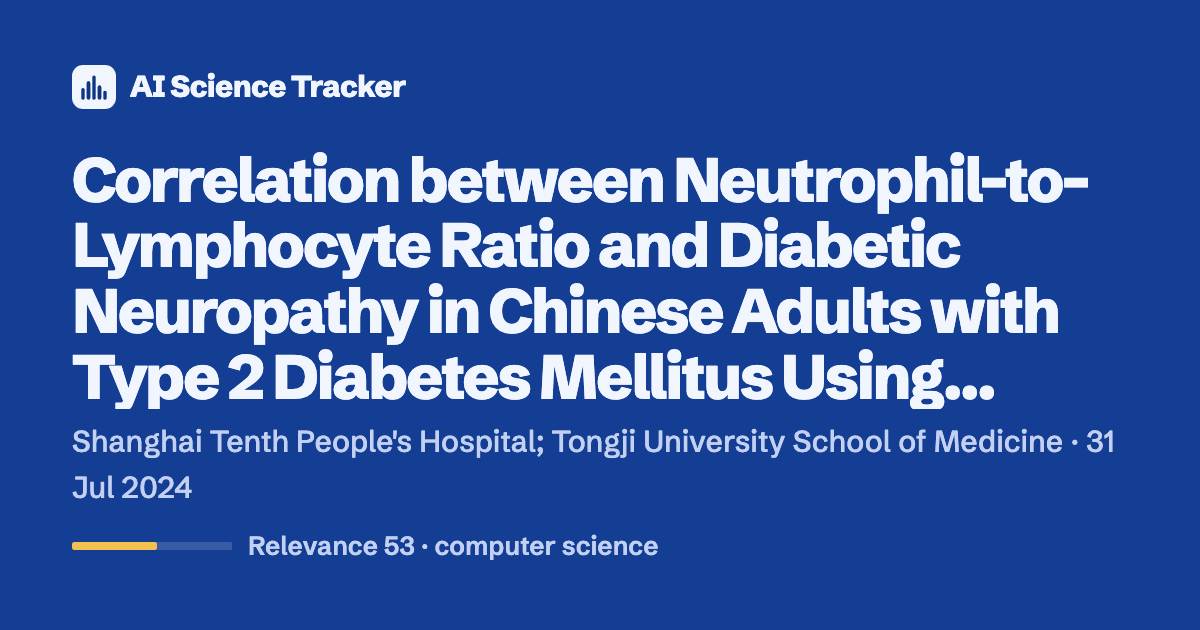 AI Science Tracker
Correlation between Neutrophil-to-
Lymphocyte Ratio and Diabetic
Neuropathy in Chinese Adults with
Type 2 Diabetes Mellitus Using...
Shanghai Tenth People's Hospital; Tongji University School of Medicine · 31
Jul 2024
Relevance 53 · computer science